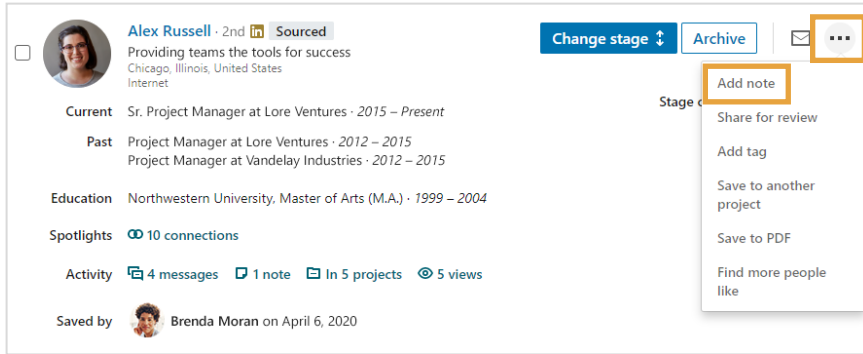 Alex Russell · 2nd in Sourced
Change stage Archive
Providing teams the tools for success
Chicago, Illinois, United States
Internet
Add note
Stage
Current Sr. Project Manager at Lore Ventures · 2015 – Present
Share for review
Past Project Manager at Lore Ventures · 2012 – 2015
Project Manager at Vandelay Industries · 2012 – 2015
Add tag
Education Northwestern University, Master of Arts (M.A.) · 1999 – 2004
Save to another
project
Spotlights 10 connections
Save to PDF
Activity 4 messages 1 note In 5 projects 5 views
Find more people
like
Saved by Brenda Moran on April 6, 2020